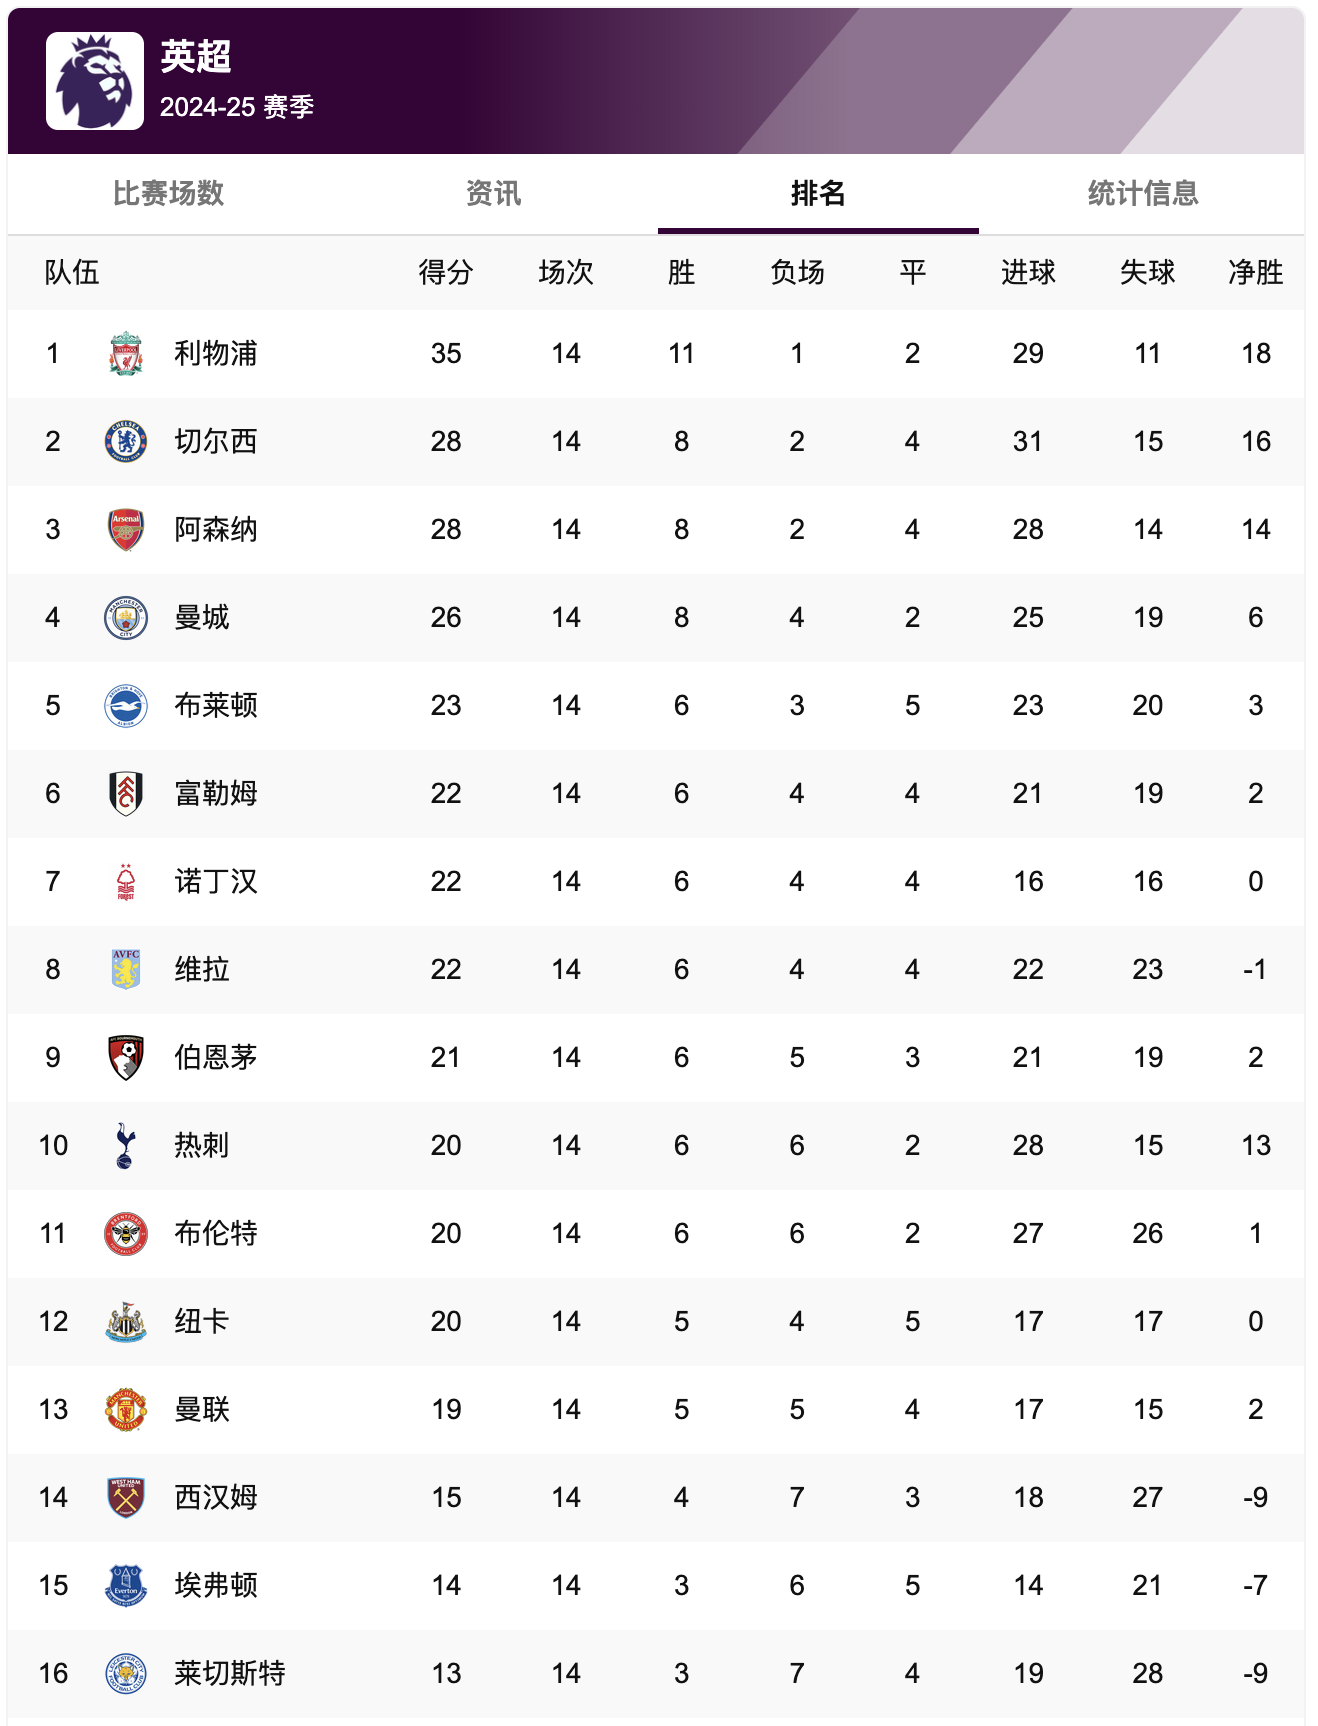 英超
2024-25 赛季
比赛场数 资讯 排名 统计信息
队伍 得分 场次 胜 负场 平 进球 失球 净胜
1 利物浦 35 14 11 1 2 29 11 18
2 切尔西 28 14 8 2 4 31 15 16
3 阿森纳 28 14 8 2 4 28 14 14
4 曼城 26 14 8 4 2 25 19 6
5 布莱顿 23 14 6 3 5 23 20 3
6 富勒姆 22 14 6 4 4 21 19 2
7 诺丁汉 22 14 6 4 4 16 16 0
8 维拉 22 14 6 4 4 22 23 -1
9 伯恩茅 21 14 6 5 3 21 19 2
10 热刺 20 14 6 6 2 28 15 13
11 布伦特 20 14 6 6 2 27 26 1
12 纽卡 20 14 5 4 5 17 17 0
13 曼联 19 14 5 5 4 17 15 2
14 西汉姆 15 14 4 7 3 18 27 -9
15 埃弗顿 14 14 3 6 5 14 21 -7
16 莱切斯特 13 14 3 7 4 19 28 -9